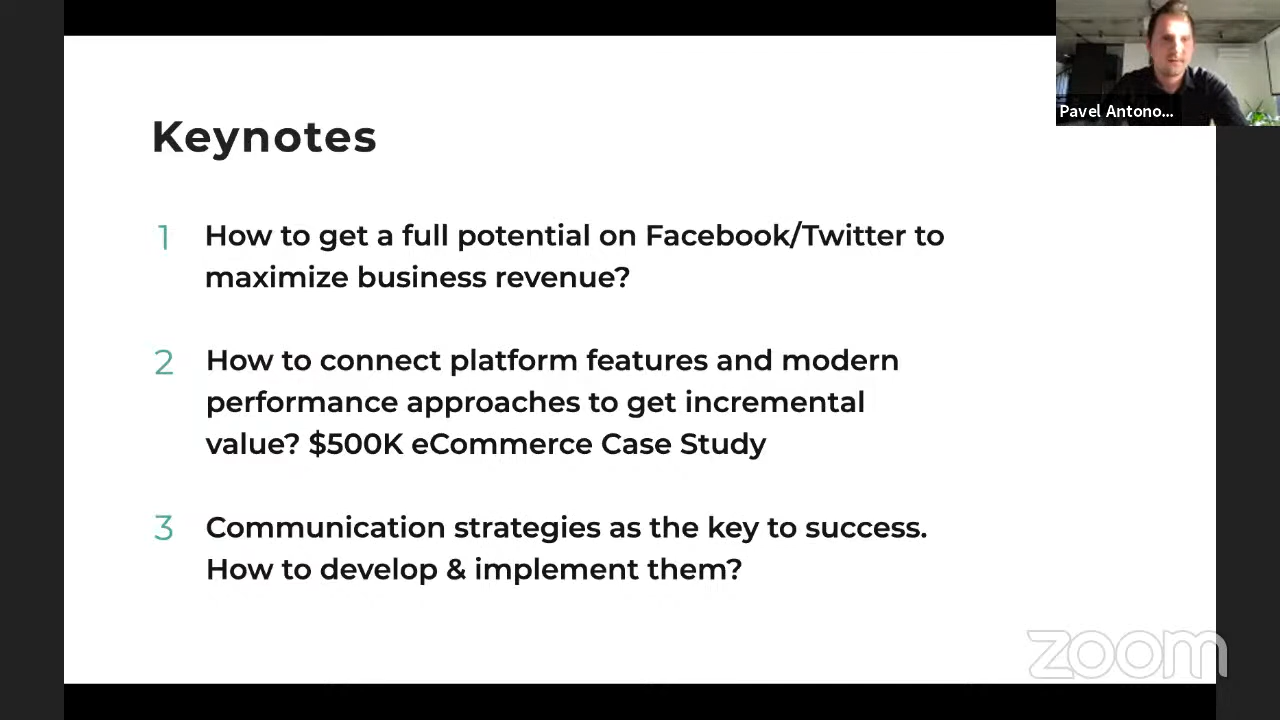 Pavel Antono...
Keynotes
1 How to get a full potential on Facebook/Twitter to
maximize business revenue?
2 How to connect platform features and modern
performance approaches to get incremental
value? $500K eCommerce Case Study
3 Communication strategies as the key to success.
How to develop & implement them?
zoom